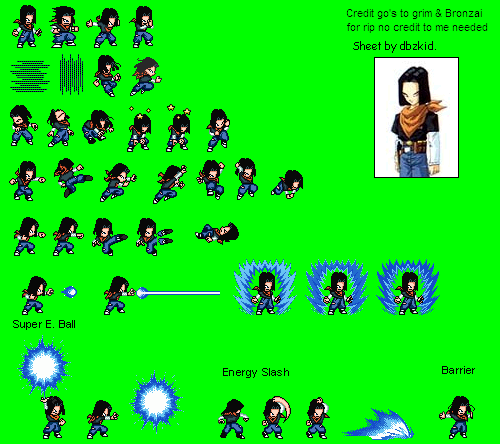 Credit go's to grim & Bronzai
for rip no credit to me needed
Sheet by dbzkid.
Super E. Ball
Energy Slash
Barrier